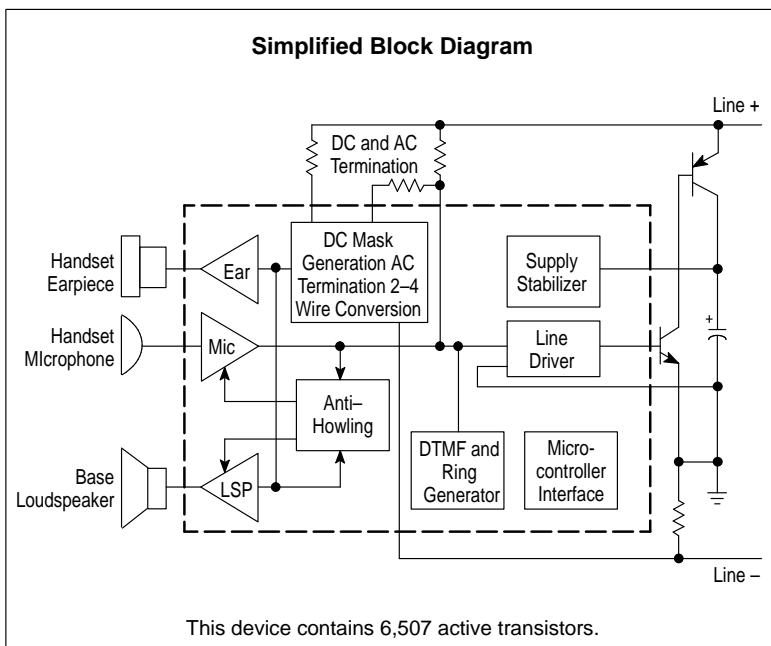 Simplified Block Diagram
Line +
DC and AC
Termination
DC Mask
Generation AC
Termination 2–4
Wire Conversion
Supply
Stabilizer
Handset
Earpiece
Ear
Handset
MIcrophone
Mic
Line
Driver
Anti–
Howling
DTMF and
Ring
Generator
Micro-
controller
Interface
Base
Loudspeaker
LSP
+
Line –
This device contains 6,507 active transistors.